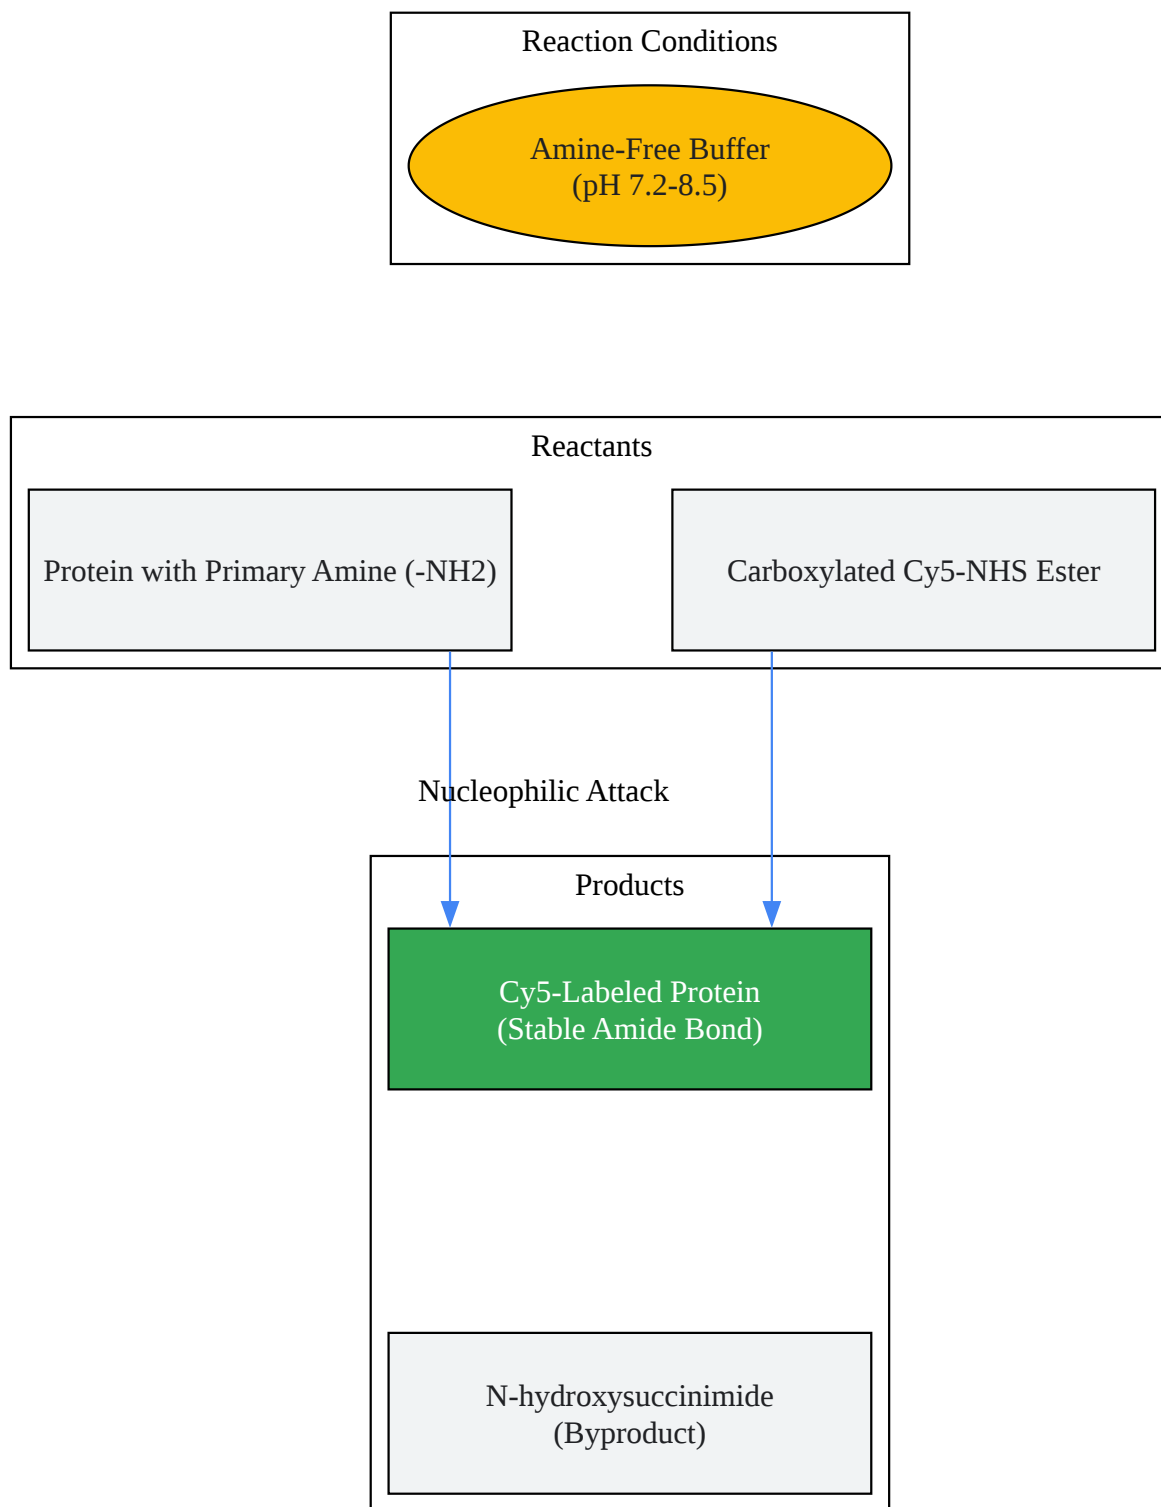 Reaction Conditions
Amine-Free Buffer
(pH 7.2-8.5)
Reactants
Protein with Primary Amine (-NH2)
Carboxylated Cy5-NHS Ester
Nucleophilic Attack
Products
Cy5-Labeled Protein
(Stable Amide Bond)
N-hydroxysuccinimide
(Byproduct)